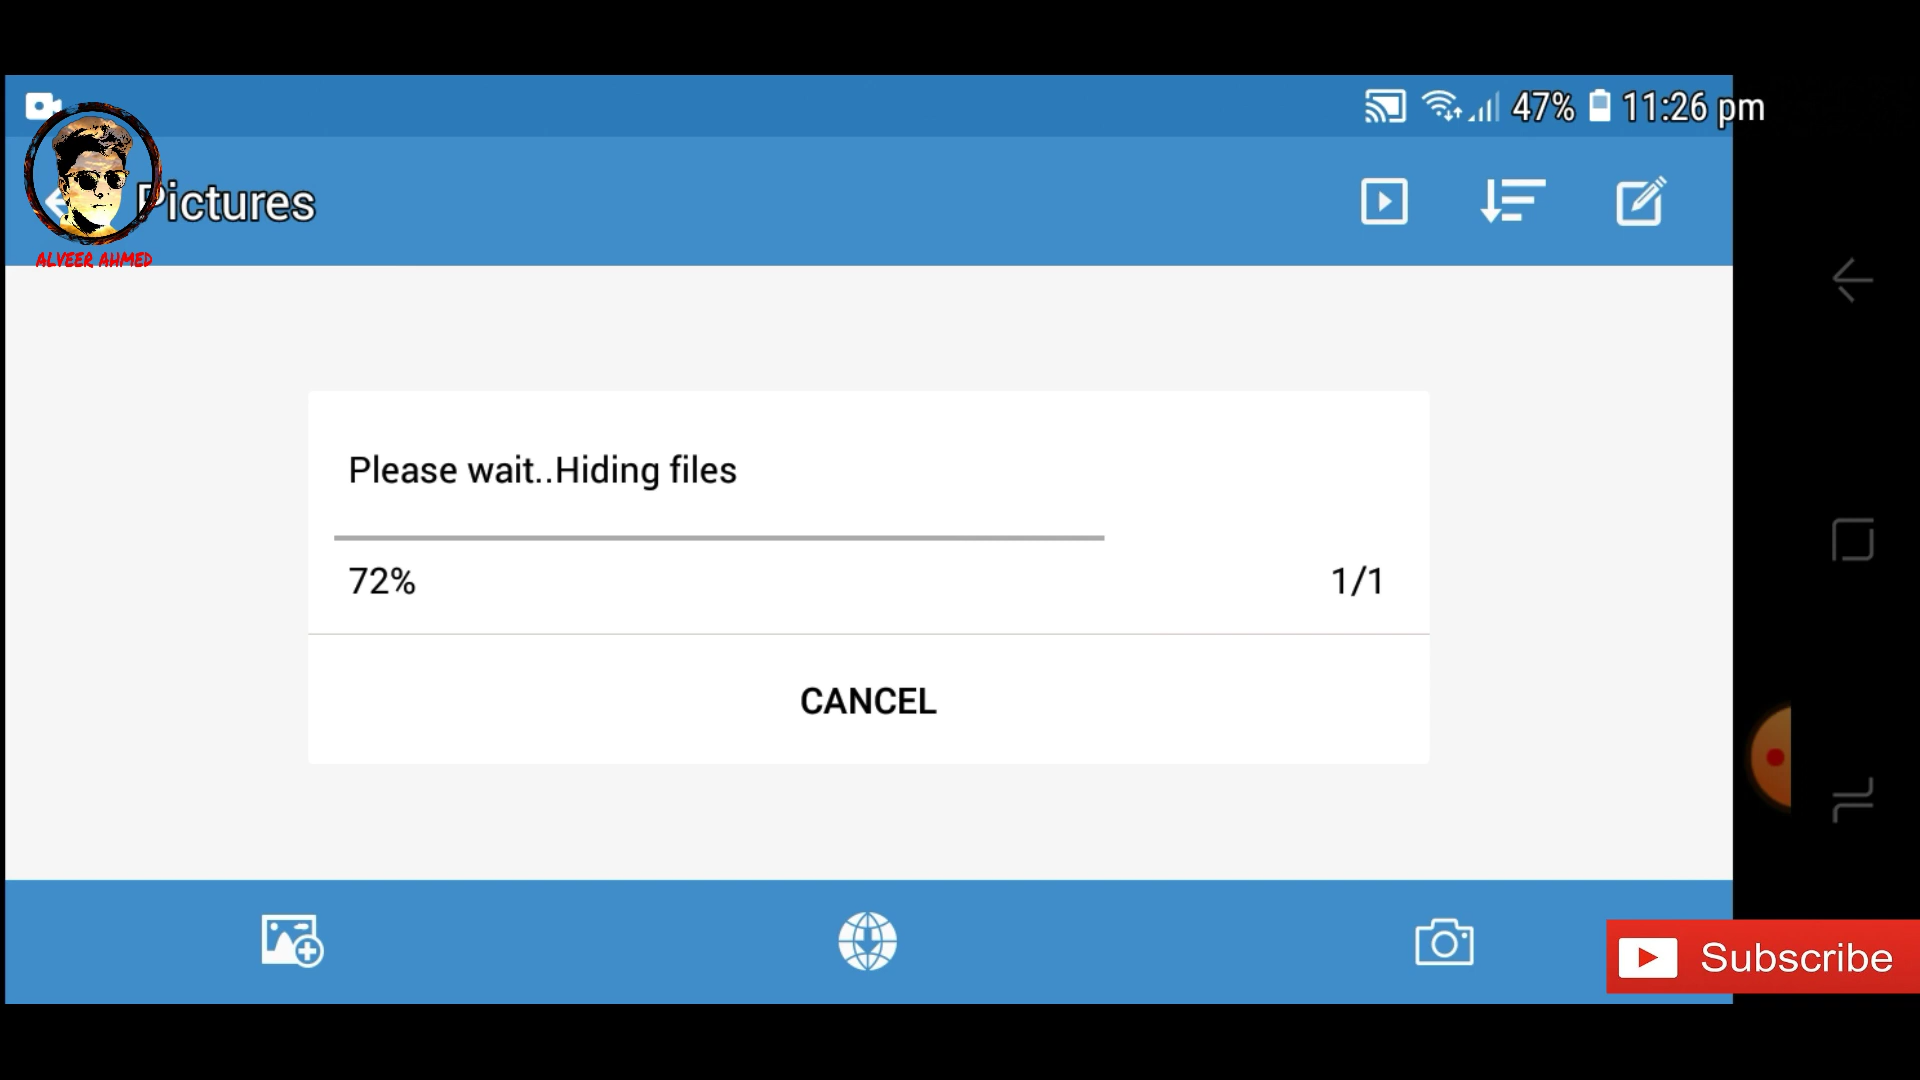 47% 11:26 pm
Pictures
ALVEER AHMED
Please wait..Hiding files
72% 1/1
CANCEL
Subscribe